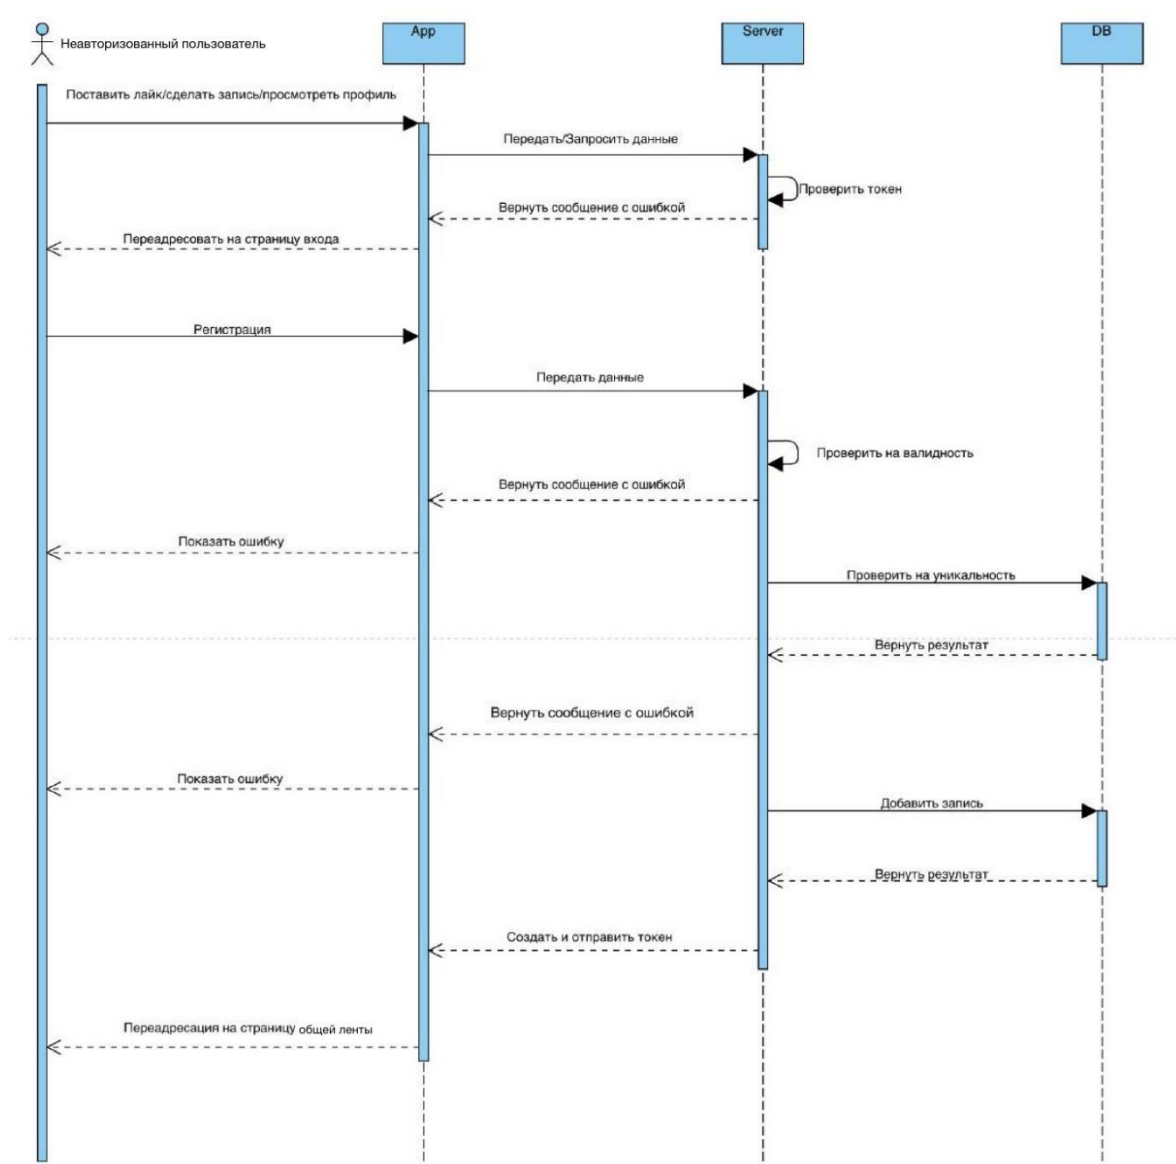 Неавторизованный пользователь
App
Server
DB
Поставить лайк/сделать запись/просмотреть профиль
Передать/Запросить данные
Проверить токен
Вернуть сообщение с ошибкой
Переадресовать на страницу входа
Регистрация
Передать данные
Проверить на валидность
Вернуть сообщение с ошибкой
Показать ошибку
Проверить на уникальность
Вернуть результат
Вернуть сообщение с ошибкой
Показать ошибку
Добавить запись
Вернуть результат
Создать и отправить токен
Переадресация на страницу общей ленты